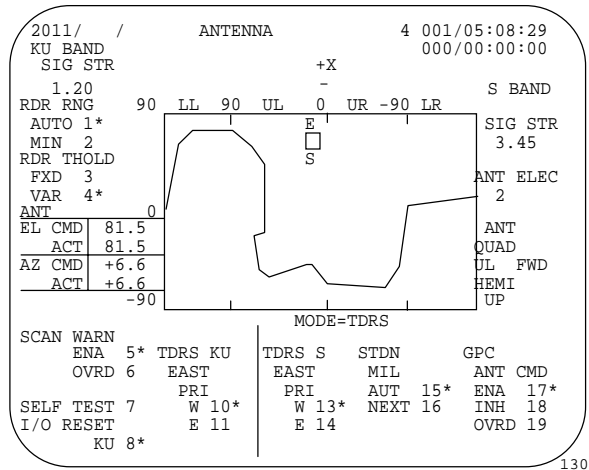 2011/ / ANTENNA 4 001/05:08:29
KU BAND 000/00:00:00
SIG STR +X
1.20 – S BAND
RDR RNG 90 LL 90 UL 0 UR -90 LR
AUTO 1* E SIG STR
MIN 2 3.45
RDR THOLD S
FXD 3 ANT ELEC
VAR 4* 2
ANT 0
EL CMD 81.5 ANT
ACT 81.5 QUAD
AZ CMD +6.6 UL FWD
ACT +6.6 HEMI
-90 UP
MODE=TDRS
SCAN WARN
ENA 5* TDRS KU TDRS S STDN GPC
OVRD 6 EAST EAST MIL ANT CMD
PRI PRI AUT 15* ENA 17*
SELF TEST 7 W 10* W 13* NEXT 16 INH 18
I/O RESET E 11 E 14 OVRD 19
KU 8*
130